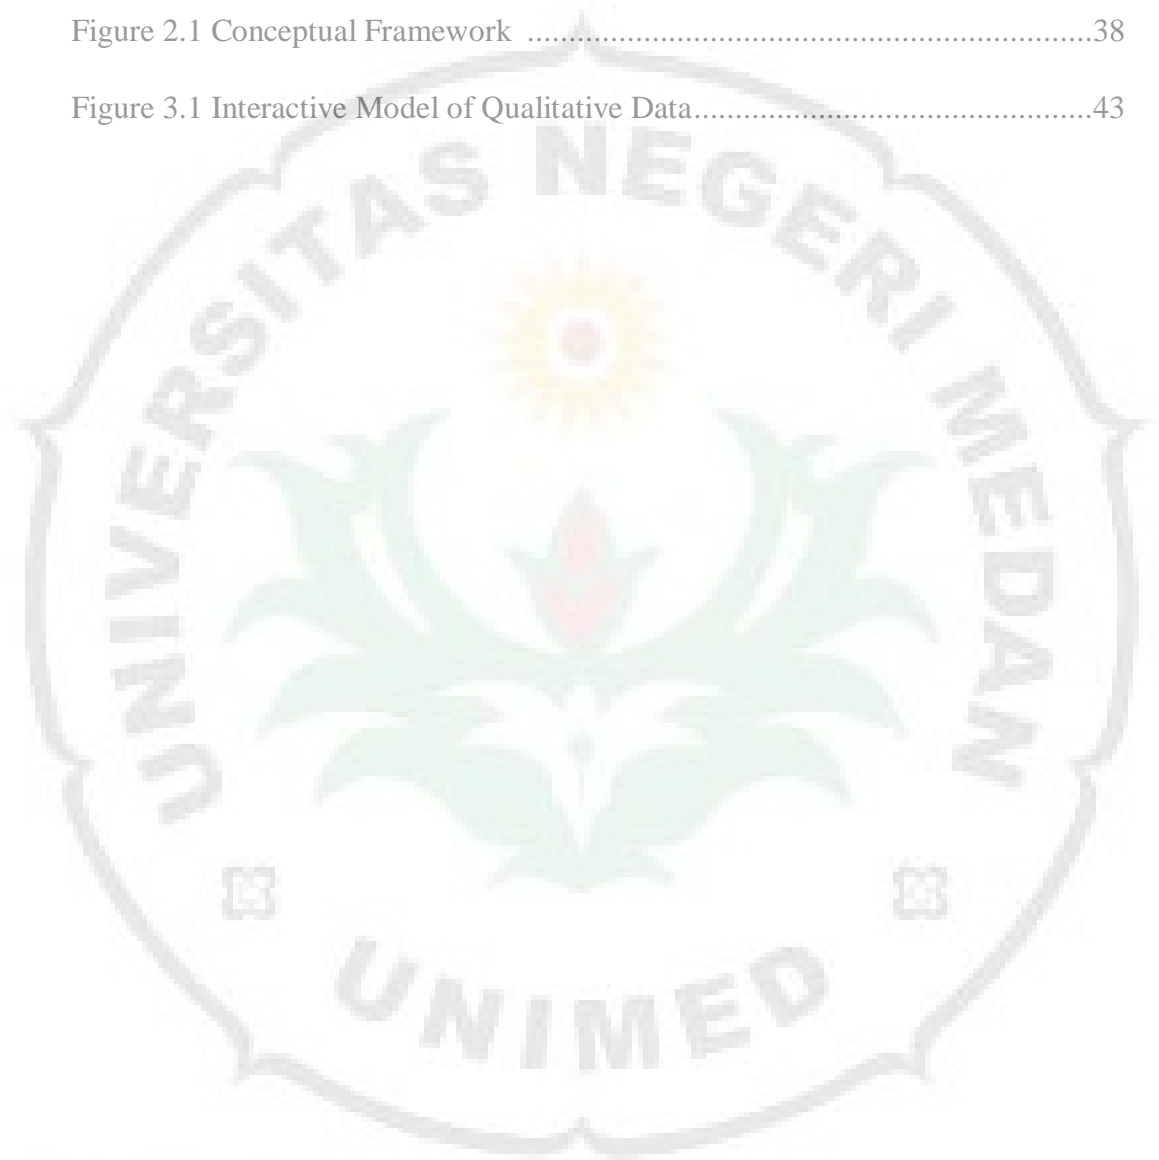 Figure 2.1 Conceptual Framework .....................................................................38
Figure 3.1 Interactive Model of Qualitative Data.................................................43
UNIVERSITAS NEGERI MEDAN
UNIMED